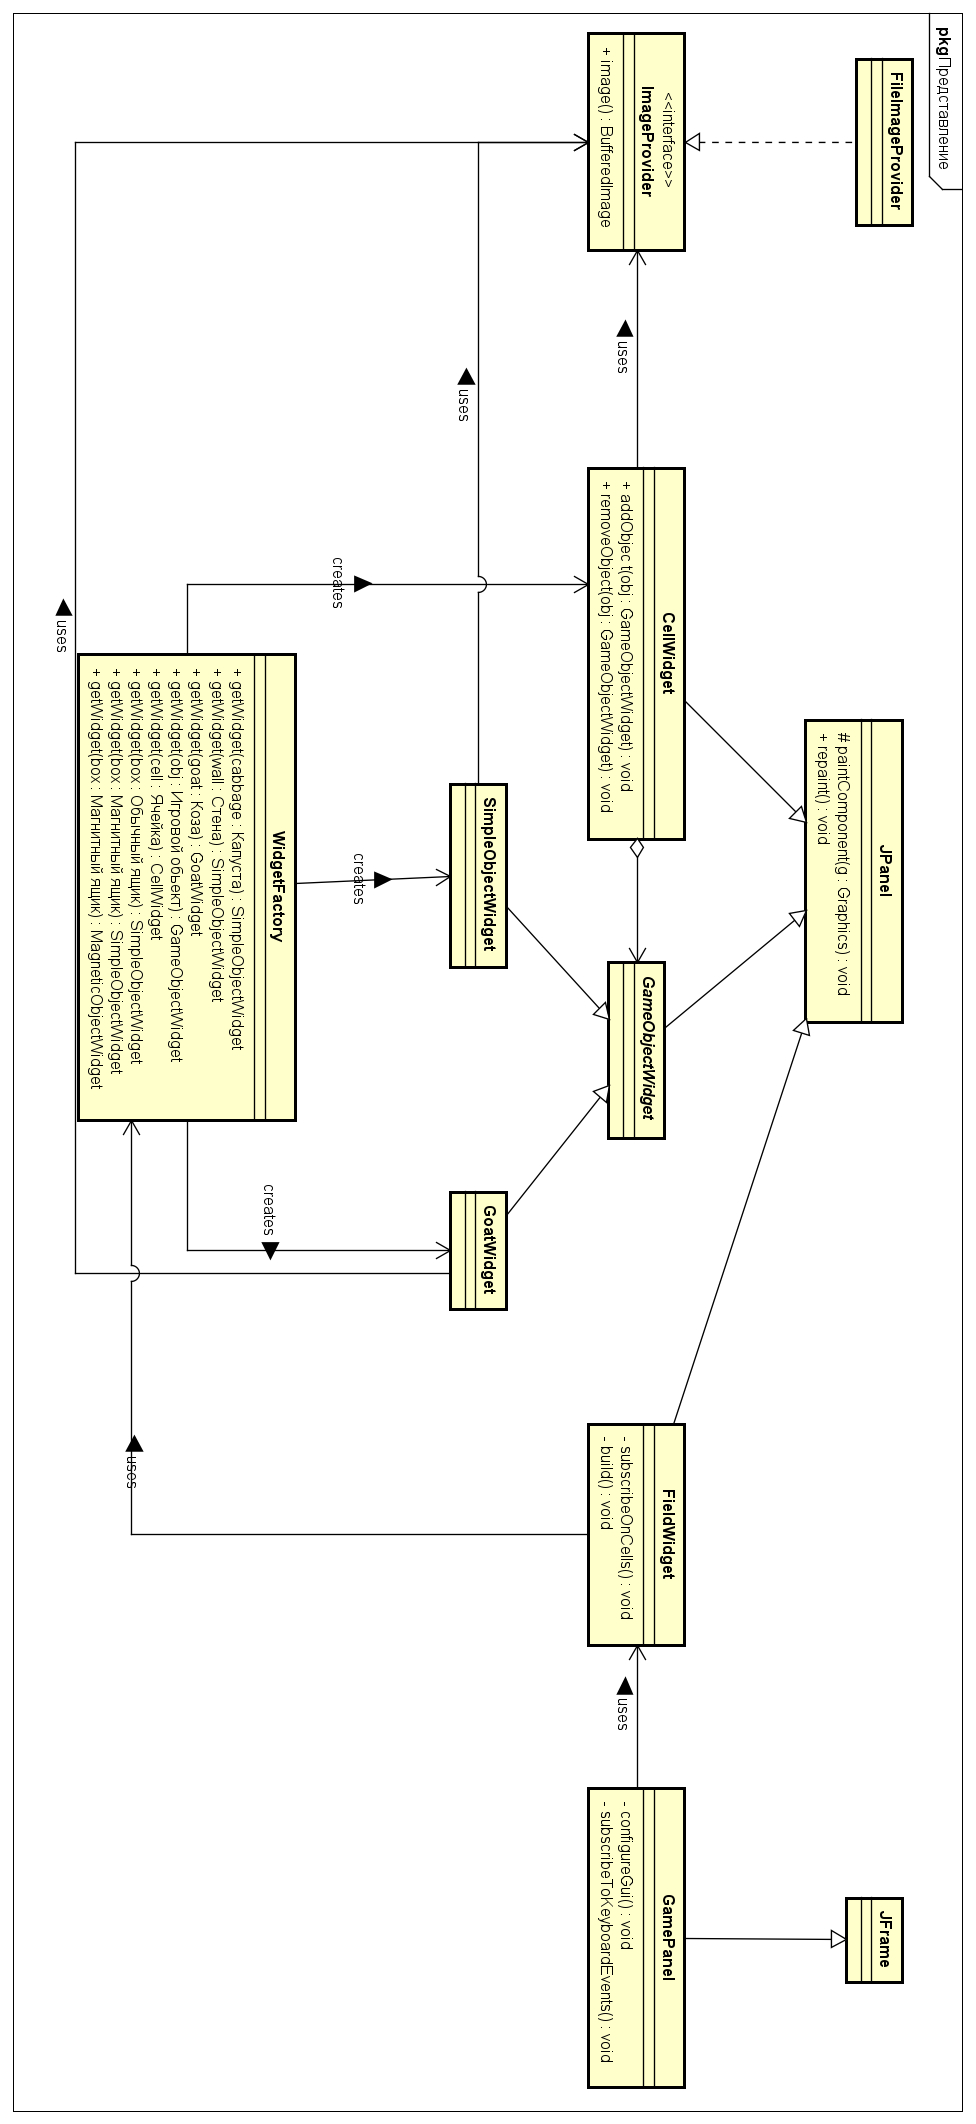 pkg Представление
FileImageProvider
<<interface>>
ImageProvider
+ image() : BufferedImage
JPanel
# paintComponent(g : Graphics) : void
+ repaint() : void
JFrame
uses
CellWidget
+ addObjec t(obj : GameObjectWidget) : void
+ removeObject(obj : GameObjectWidget) : void
GameObjectWidget
FieldWidget
- subscribeOnCells() : void
- build() : void
uses
GamePanel
- configureGui() : void
- subscribeToKeyboardEvents() : void
uses
SimpleObjectWidget
GoatWidget
creates
creates
creates
WidgetFactory
+ getWidget(cabbage : Капуста) : SimpleObjectWidget
+ getWidget(wall : Стена) : SimpleObjectWidget
+ getWidget(goat : Коза) : GoatWidget
+ getWidget(obj : Игровой обьект) : GameObjectWidget
+ getWidget(cell : Ячейка) : CellWidget
+ getWidget(box : Обычный ящик) : SimpleObjectWidget
+ getWidget(box : Магнитный ящик) : SimpleObjectWidget
+ getWidget(box : Магнитный ящик) : MagneticObjectWidget
uses
uses